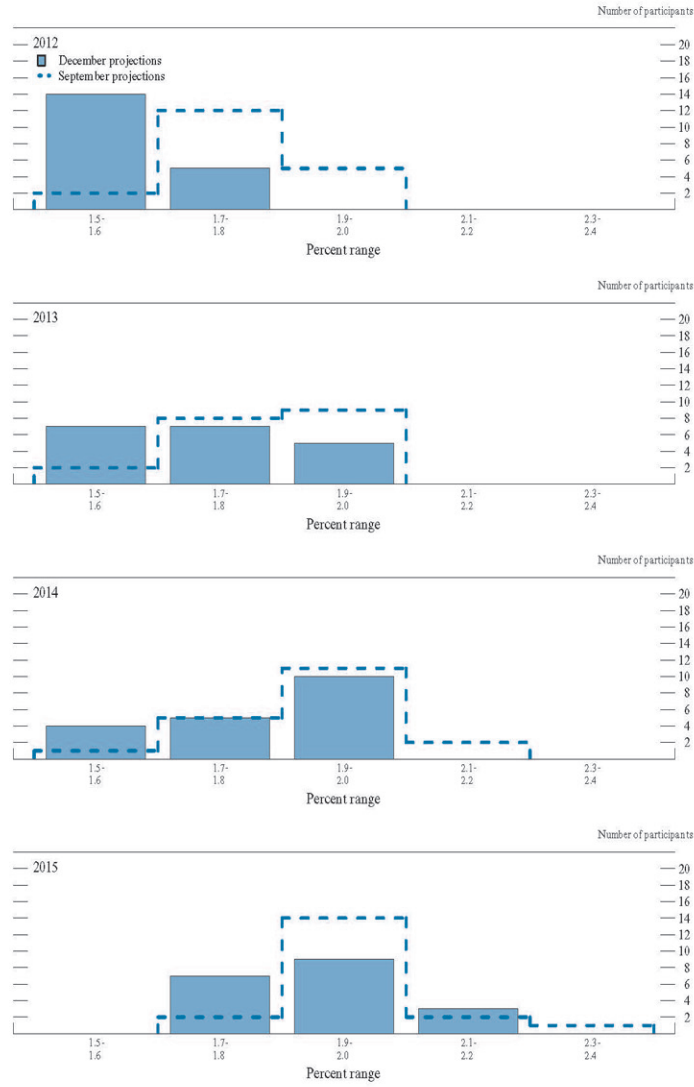 Number of participants
2012
December projections
September projections
20
18
16
14
12
10
8
6
4
2
1.5- 1.7- 1.9- 2.1- 2.3-
1.6 1.8 2.0 2.2 2.4
Percent range
Number of participants
2013
20
18
16
14
12
10
8
6
4
2
1.5- 1.7- 1.9- 2.1- 2.3-
1.6 1.8 2.0 2.2 2.4
Percent range
Number of participants
2014
20
18
16
14
12
10
8
6
4
2
1.5- 1.7- 1.9- 2.1- 2.3-
1.6 1.8 2.0 2.2 2.4
Percent range
Number of participants
2015
20
18
16
14
12
10
8
6
4
2
1.5- 1.7- 1.9- 2.1- 2.3-
1.6 1.8 2.0 2.2 2.4
Percent range